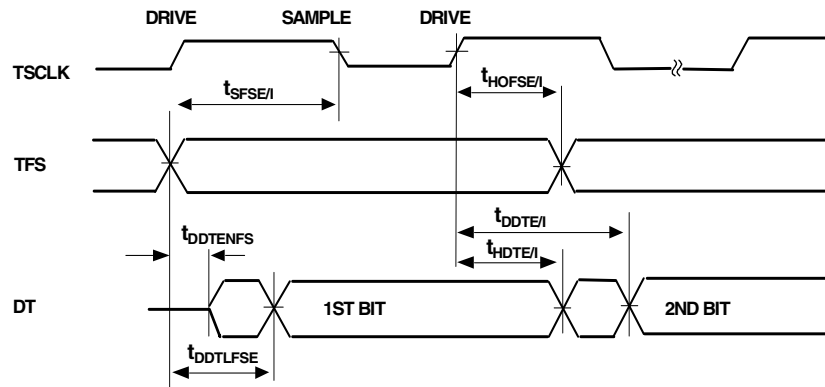 DRIVE SAMPLE DRIVE
TSCLK
tSFSE/I tHOFSE/I
TFS
tDDTE/I
tDDTENFS
tHDTE/I
DT 1ST BIT 2ND BIT
tDDTLFSE